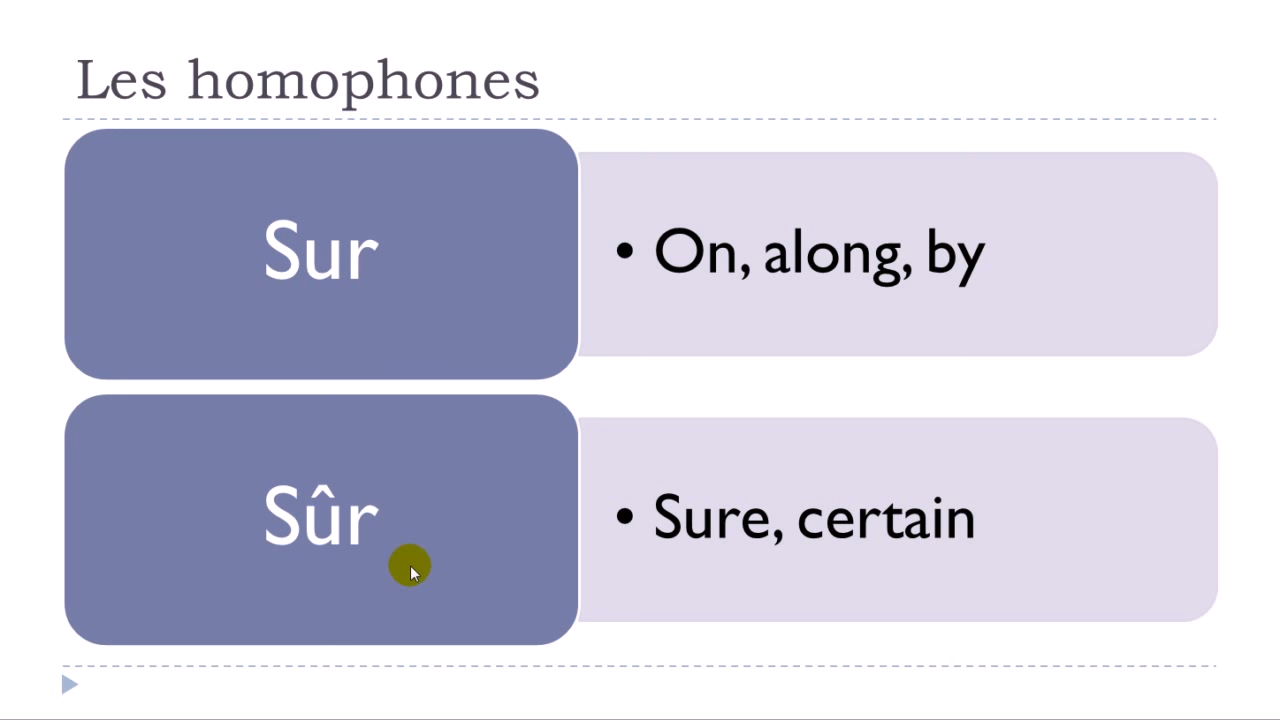 Les homophones
Sur
• On, along, by
Sûr
• Sure, certain